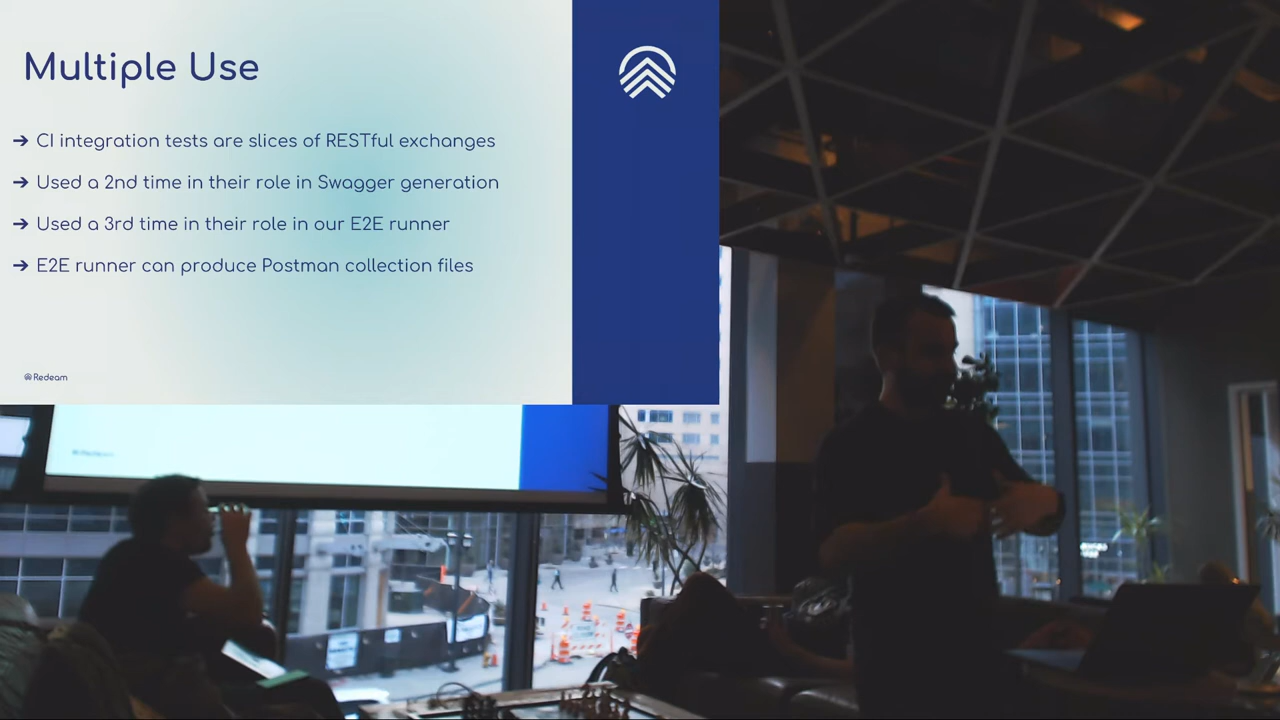 Multiple Use
➔ CI integration tests are slices of RESTful exchanges
➔ Used a 2nd time in their role in Swagger generation
➔ Used a 3rd time in their role in our E2E runner
➔ E2E runner can produce Postman collection files
Redeam